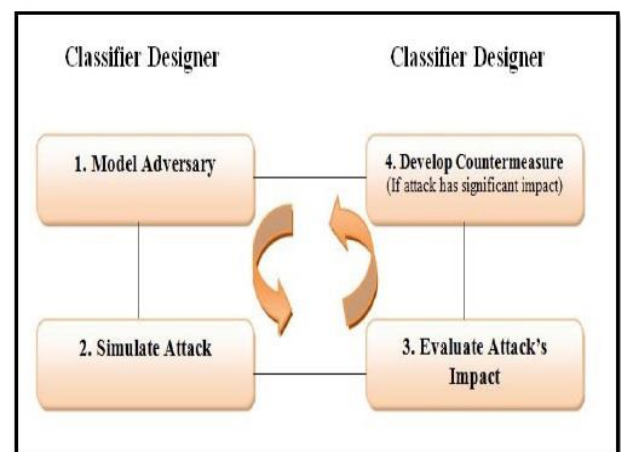 Classifier Designer
Classifier Designer
1. Model Adversary
4. Develop Countermeasure
(If attack has significant impact)
2. Simulate Attack
3. Evaluate Attack's
Impact